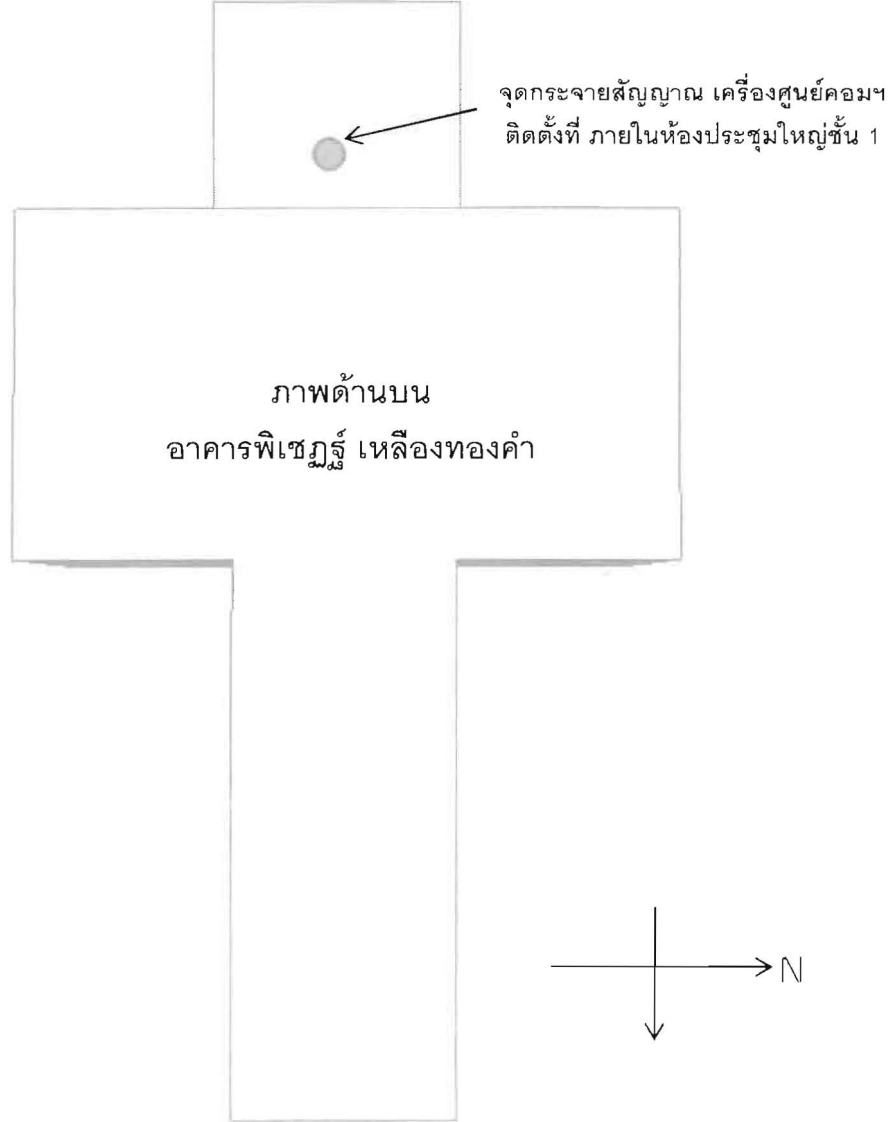 จุดกระจายสัญญาณ เครื่องศูนย์คอมฯ
ติดตั้งที่ ภายในห้องประชุมใหญ่ชั้น 1
ภาพด้านบน
อาคารพิเชฏฐ์ เหลืองทองคำ
N